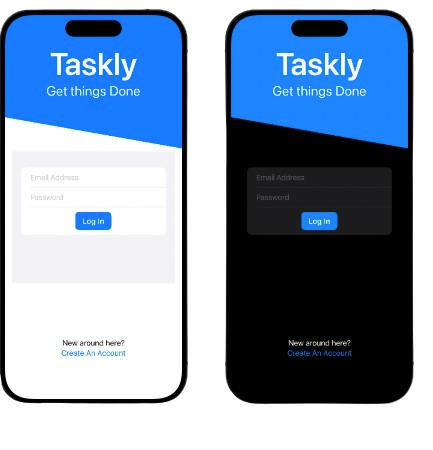 Taskly
Get things Done
Email Address
Password
Log In
New around here?
Create An Account
Taskly
Get things Done
Email Address
Password
Log In
New around here?
Create An Account